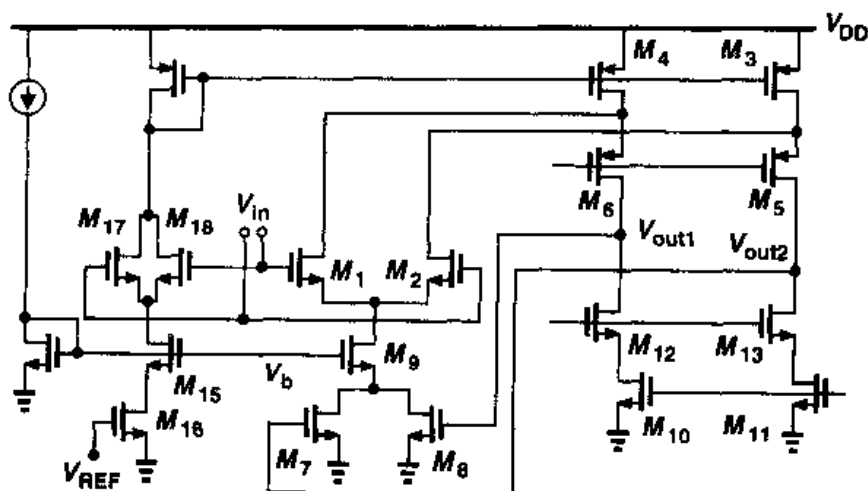 V_DD
M_4
M_3
M_6
M_5
M_17
M_18
V_in
M_1
M_2
V_out1
V_out2
M_9
M_12
M_13
M_15
V_b
M_16
V_REF
M_7
M_8
M_10
M_11